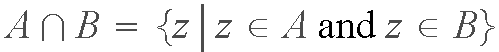 A ∩ B = {z | z ∈ A and z ∈ B}